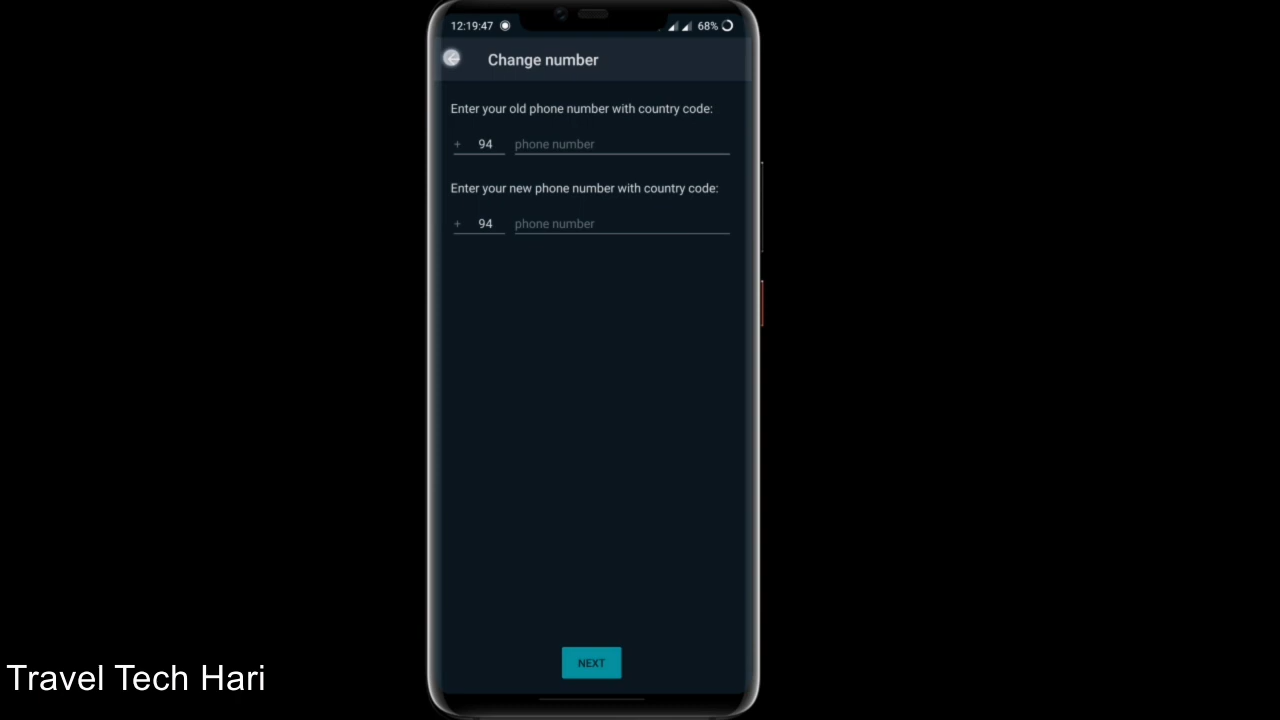 12:19:47 68%
Change number
Enter your old phone number with country code:
+ 94 phone number
Enter your new phone number with country code:
+ 94 phone number
NEXT
Travel Tech Hari